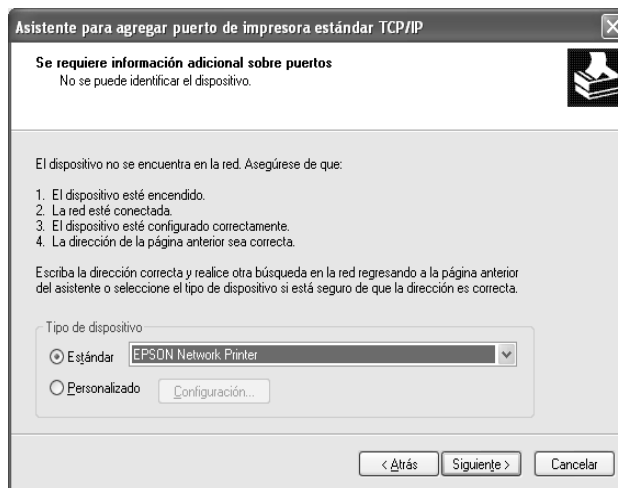 Asistente para agregar puerto de impresora estándar TCP/IP
Se requiere información adicional sobre puertos
No se puede identificar el dispositivo.
El dispositivo no se encuentra en la red. Asegúrese de que:
1. El dispositivo esté encendido.
2. La red esté conectada.
3. El dispositivo esté configurado correctamente.
4. La dirección de la página anterior sea correcta.
Escriba la dirección correcta y realice otra búsqueda en la red regresando a la página anterior
del asistente o seleccione el tipo de dispositivo si está seguro de que la dirección es correcta.
Tipo de dispositivo
Estándar EPSON Network Printer
Personalizado Configuración...
< Atrás Siguiente > Cancelar